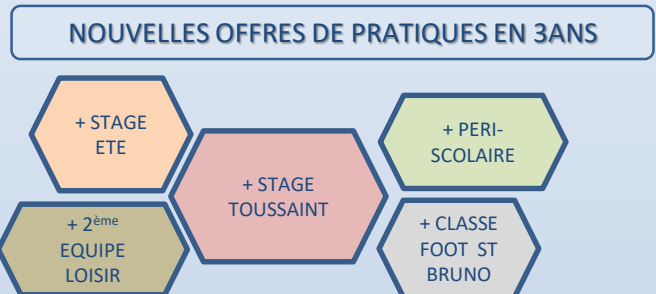 NOUVELLES OFFRES DE PRATIQUES EN 3ANS
+ STAGE
ETE
+ PERI-
SCOLAIRE
+ STAGE
TOUSSAINT
+ 2ème
EQUIPE
LOISIR
+ CLASSE
FOOT ST
BRUNO